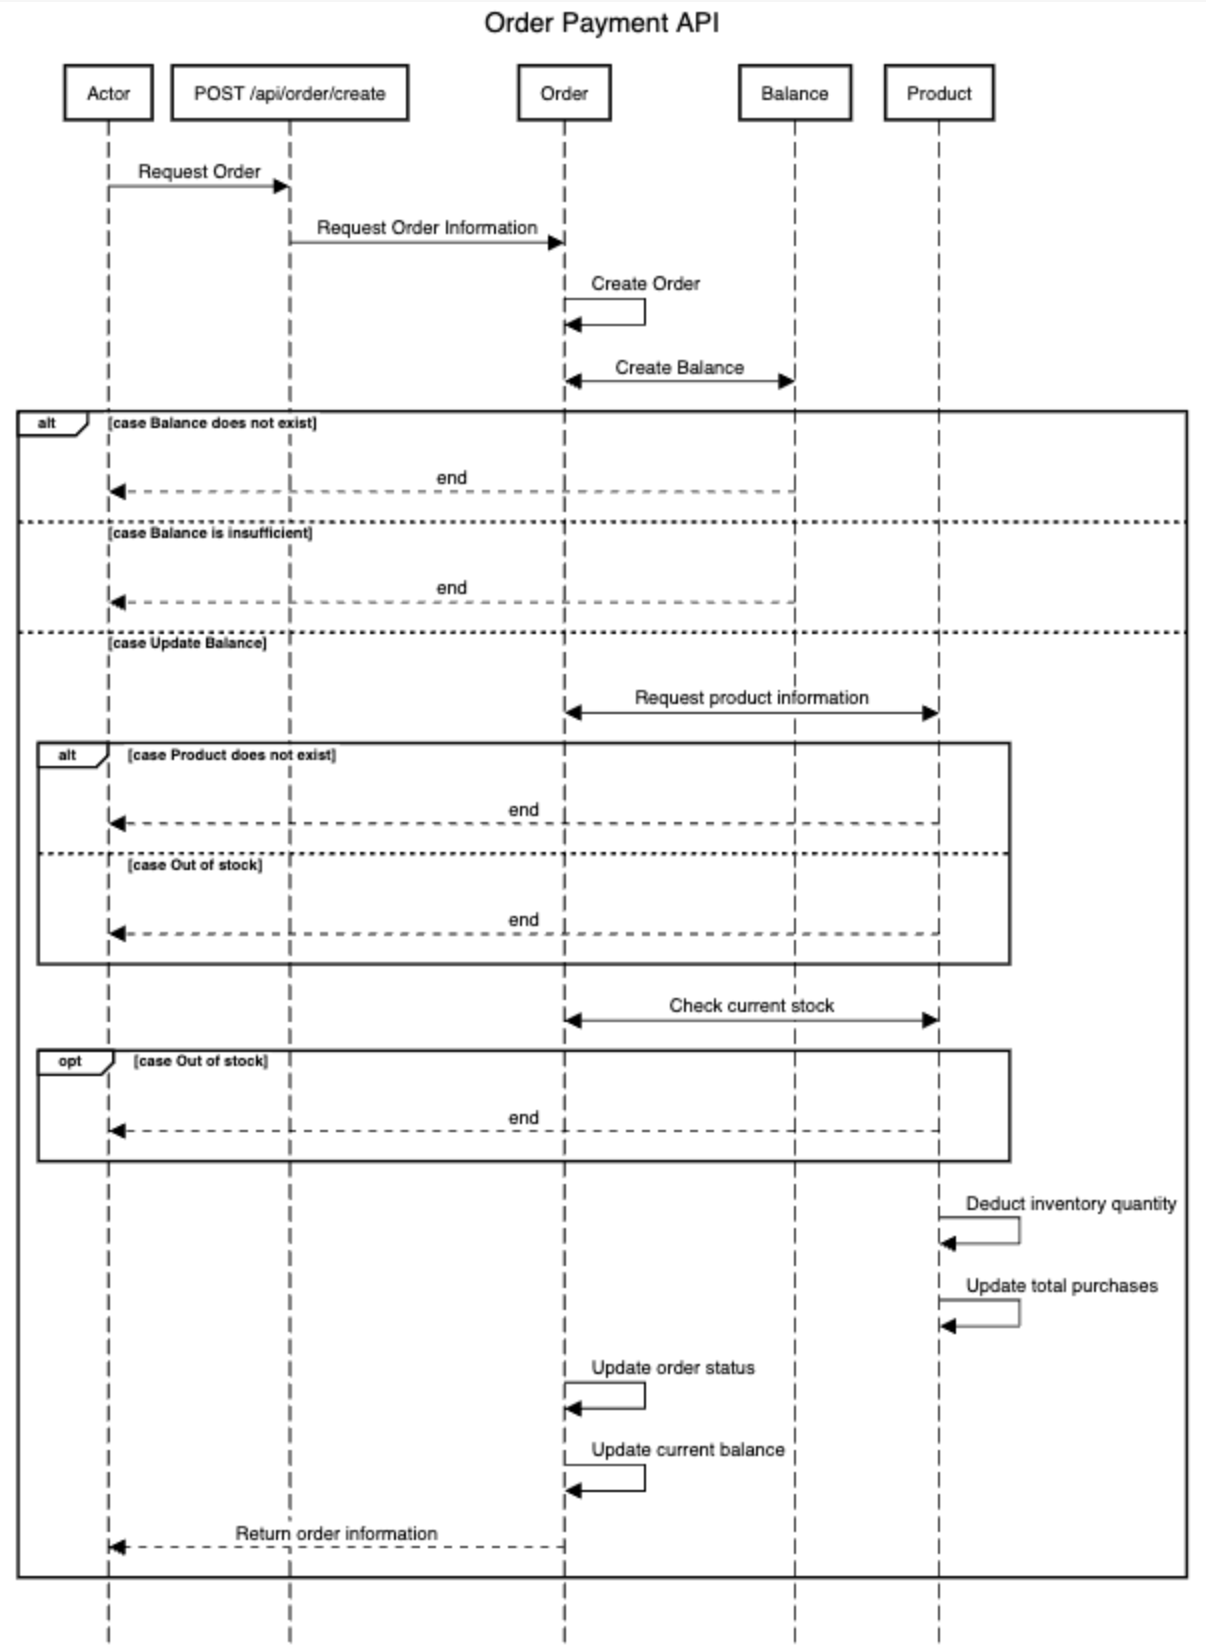 Order Payment API
Actor
POST /api/order/create
Order
Balance
Product
Request Order
Request Order Information
Create Order
Create Balance
alt
[case Balance does not exist]
end
[case Balance is insufficient]
end
[case Update Balance]
Request product information
alt
[case Product does not exist]
end
[case Out of stock]
end
Check current stock
opt
[case Out of stock]
end
Deduct inventory quantity
Update total purchases
Update order status
Update current balance
Return order information